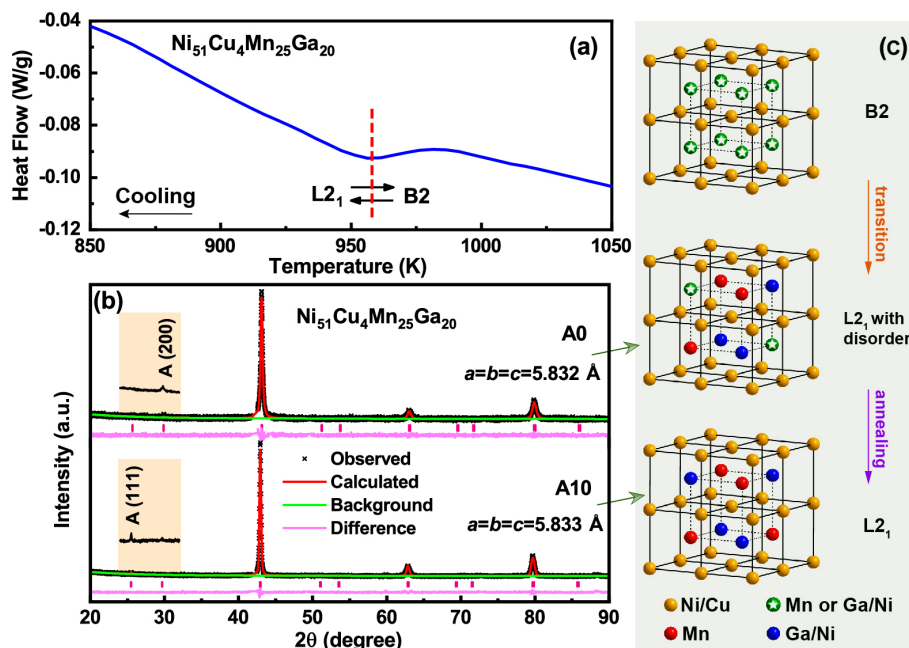 (a)
Ni₅₁Cu₄Mn₂₅Ga₂₀
Heat Flow (W/g)
-0.04
-0.06
-0.08
-0.10
-0.12
L2₁
B2
Cooling
850
900
950
1000
1050
Temperature (K)
(b)
Ni₅₁Cu₄Mn₂₅Ga₂₀
A (200)
A0
a=b=c=5.832 Å
A (111)
Observed
Calculated
Background
Difference
A10
a=b=c=5.833 Å
Intensity (a.u.)
20
30
40
50
60
70
80
90
2θ (degree)
(c)
B2
transition
L2₁ with
disorder
annealing
L2₁
Ni/Cu
Mn or Ga/Ni
Mn
Ga/Ni